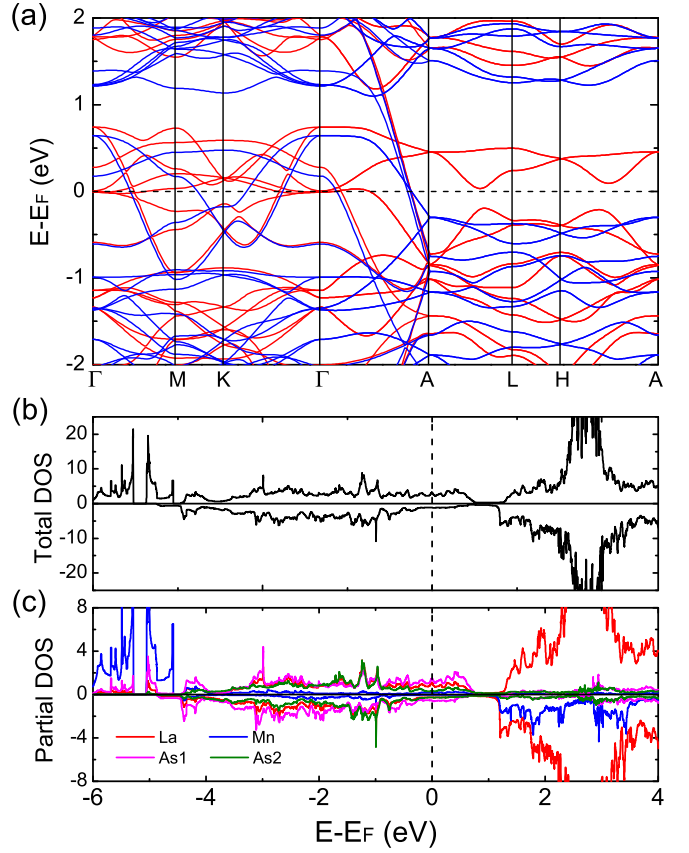 (a)
2
1
0
-1
-2
E-EF (eV)
Γ M K Γ A L H A
(b)
20
10
0
-10
-20
Total DOS
(c)
8
4
0
-4
-8
Partial DOS
La Mn
As1 As2
-6 -4 -2 0 2 4
E-EF (eV)